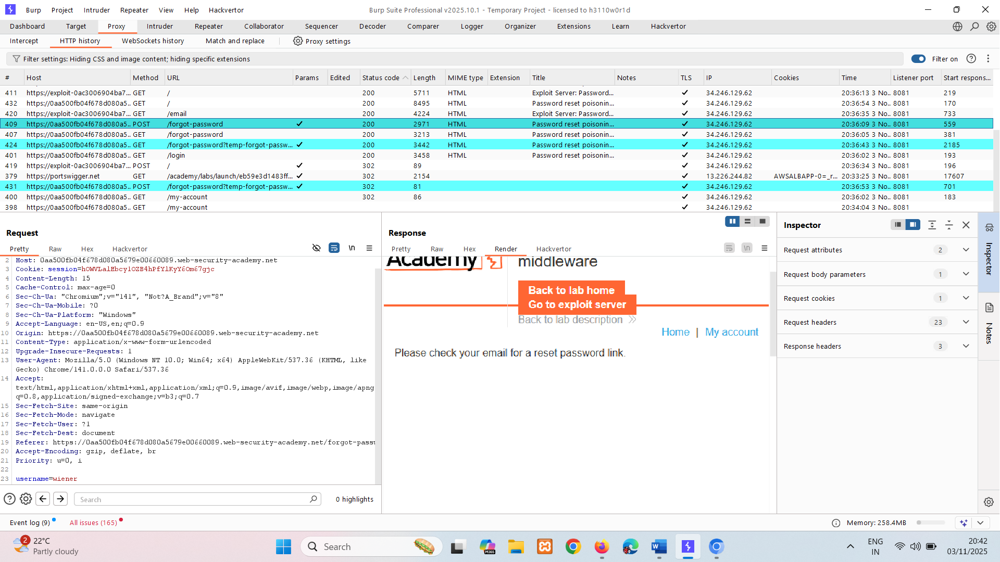 Burp Project Intruder Repeater View Help Hackvertor
Burp Suite Professional v2025.10.1 - Temporary Project - licensed to h3110w0r1d
Dashboard Target Proxy Intruder Repeater Collaborator Sequencer Decoder Comparer Logger Organizer Extensions Learn Hackvertor
Intercept HTTP history WebSockets history Match and replace Proxy settings
Filter settings: Hiding CSS and image content; hiding specific extensions
Filter on
# Host Method URL Params Edited Status code Length MIME type Extension Title Notes TLS IP Cookies Time Listener port Start respons...
411 https://exploit-0ac3006904ba7... GET / 200 5711 HTML Exploit Server: Password... ✓ 34.246.129.62 20:36:13 3 No... 8081 219
432 https://0aa500fb04f678d080a5... GET / 200 8495 HTML Password reset poisonin... ✓ 34.246.129.62 20:36:54 3 No... 8081 170
420 https://exploit-0ac3006904ba7... GET /email 200 4224 HTML Exploit Server: Password... ✓ 34.246.129.62 20:36:35 3 No... 8081 733
409 https://0aa500fb04f678d080a5... POST /forgot-password ✓ 200 2971 HTML Password reset poisonin... ✓ 34.246.129.62 20:36:09 3 No... 8081 559
407 https://0aa500fb04f678d080a5... GET /forgot-password 200 3213 HTML Password reset poisonin... ✓ 34.246.129.62 20:36:05 3 No... 8081 381
424 https://0aa500fb04f678d080a5... GET /forgot-password?temp-forgot-passw... ✓ 200 3442 HTML Password reset poisonin... ✓ 34.246.129.62 20:36:43 3 No... 8081 2185
401 https://0aa500fb04f678d080a5... GET /login 200 3458 HTML Password reset poisonin... ✓ 34.246.129.62 20:36:02 3 No... 8081 193
419 https://exploit-0ac3006904ba7... POST / ✓ 302 89 ✓ 34.246.129.62 20:36:34 3 No... 8081 196
379 https://portswigger.net GET /academy/labs/launch/eb59e3d1483ff... ✓ 302 2154 ✓ 13.226.244.82 AWSALBAPP-0=_r... 20:33:25 3 No... 8081 17607
431 https://0aa500fb04f678d080a5... POST /forgot-password?temp-forgot-passw... ✓ 302 81 ✓ 34.246.129.62 20:36:53 3 No... 8081 701
400 https://0aa500fb04f678d080a5... GET /my-account 302 86 ✓ 34.246.129.62 20:36:02 3 No... 8081 183
398 https://0aa500fb04f678d080a5... GET /my-account ✓ 34.246.129.62 20:34:04 3 No... 8081
Request
Pretty Raw Hex Hackvertor
\n
2 Host: 0aa500fb04f678d080a5679e00660089.web-security-academy.net
3 Cookie: session=hOWVLalEbcy1OZB4hPfYlKyY6Om67gjc
4 Content-Length: 15
5 Cache-Control: max-age=0
6 Sec-Ch-Ua: "Chromium";v="141", "Not?A_Brand";v="8"
7 Sec-Ch-Ua-Mobile: ?0
8 Sec-Ch-Ua-Platform: "Windows"
9 Accept-Language: en-US,en;q=0.9
10 Origin: https://0aa500fb04f678d080a5679e00660089.web-security-academy.net
11 Content-Type: application/x-www-form-urlencoded
12 Upgrade-Insecure-Requests: 1
13 User-Agent: Mozilla/5.0 (Windows NT 10.0; Win64; x64) AppleWebKit/537.36 (KHTML, like
Gecko) Chrome/141.0.0.0 Safari/537.36
14 Accept:
text/html,application/xhtml+xml,application/xml;q=0.9,image/avif,image/webp,image/apng
q=0.8,application/signed-exchange;v=b3;q=0.7
15 Sec-Fetch-Site: same-origin
16 Sec-Fetch-Mode: navigate
17 Sec-Fetch-User: ?1
18 Sec-Fetch-Dest: document
19 Referer: https://0aa500fb04f678d080a5679e00660089.web-security-academy.net/forgot-passw
20 Accept-Encoding: gzip, deflate, br
21 Priority: u=0, i
22
23 username=wiener
Search
0 highlights
Response
Pretty Raw Hex Render Hackvertor
\n
Academy
middleware
Back to lab home
Go to exploit server
Back to lab description
Home | My account
Please check your email for a reset password link.
Inspector
Request attributes 2
Request body parameters 1
Request cookies 1
Request headers 23
Response headers 3
Inspector
Notes
Event log (9) All issues (165)
Memory: 258.4MB
2 22°C
Partly cloudy
Search
M365
ENG
IN
20:42
03/11/2025